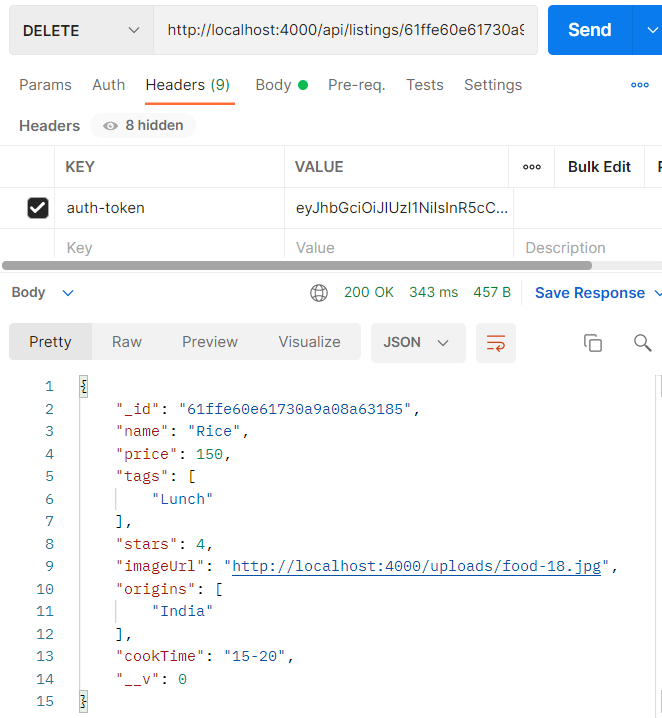 DELETE http://localhost:4000/api/listings/61ffe60e61730a9
Send
Params Auth Headers (9) Body Pre-req. Tests Settings
Headers 8 hidden
KEY VALUE Bulk Edit
auth-token eyJhbGciOiJIUzI1NiIsInR5cC...
Key Value Description
Body 200 OK 343 ms 457 B Save Response
Pretty Raw Preview Visualize JSON
1 {
2 "_id": "61ffe60e61730a9a08a63185",
3 "name": "Rice",
4 "price": 150,
5 "tags": [
6 "Lunch"
7 ],
8 "stars": 4,
9 "imageUrl": "http://localhost:4000/uploads/food-18.jpg",
10 "origins": [
11 "India"
12 ],
13 "cookTime": "15-20",
14 "__v": 0
15 }